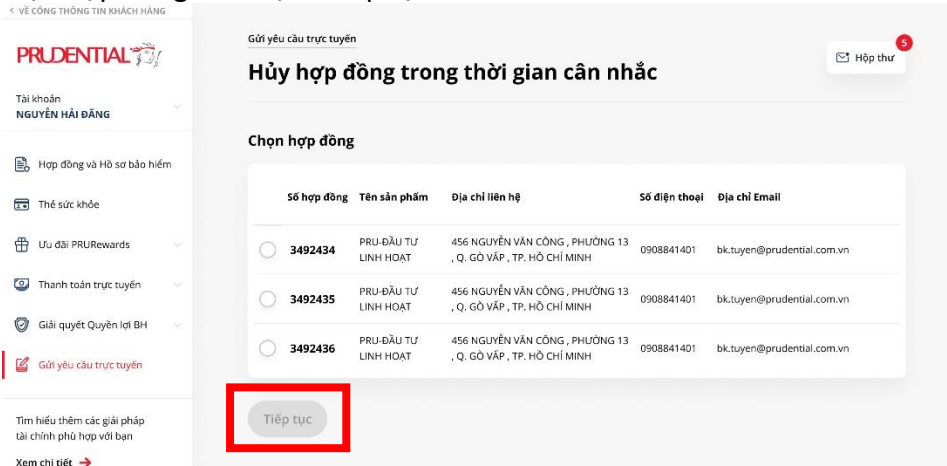 < VỀ CỔNG THÔNG TIN KHÁCH HÀNG
PRUDENTIAL
Tài khoản
NGUYỄN HẢI ĐĂNG
Hợp đồng và Hồ sơ bảo hiểm
Thẻ sức khỏe
Ưu đãi PRURewards
Thanh toán trực tuyến
Giải quyết Quyền lợi BH
Gửi yêu cầu trực tuyến
Tìm hiểu thêm các giải pháp
tài chính phù hợp với bạn
Xem chi tiết →
Gửi yêu cầu trực tuyến
Hủy hợp đồng trong thời gian cân nhắc
Hộp thư
5
Chọn hợp đồng
Số hợp đồng Tên sản phẩm Địa chỉ liên hệ Số điện thoại Địa chỉ Email
3492434 PRU-ĐẦU TƯ LINH HOẠT 456 NGUYỄN VĂN CÔNG , PHƯỜNG 13 , Q. GÒ VẤP , TP. HỒ CHÍ MINH 0908841401 bk.tuyen@prudential.com.vn
3492435 PRU-ĐẦU TƯ LINH HOẠT 456 NGUYỄN VĂN CÔNG , PHƯỜNG 13 , Q. GÒ VẤP , TP. HỒ CHÍ MINH 0908841401 bk.tuyen@prudential.com.vn
3492436 PRU-ĐẦU TƯ LINH HOẠT 456 NGUYỄN VĂN CÔNG , PHƯỜNG 13 , Q. GÒ VẤP , TP. HỒ CHÍ MINH 0908841401 bk.tuyen@prudential.com.vn
Tiếp tục